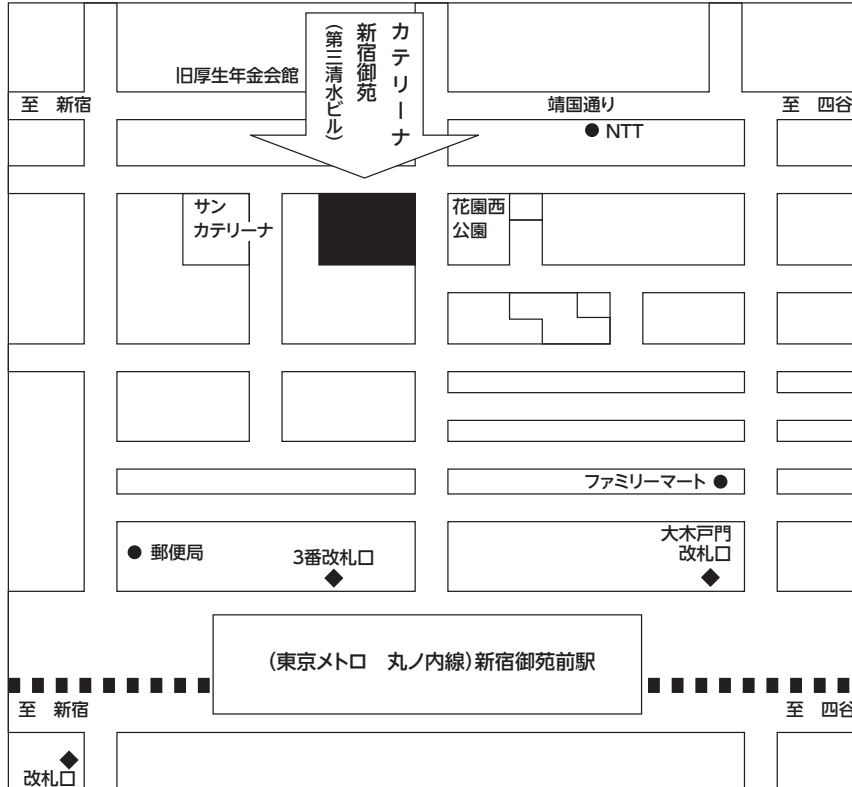 カテリーナ
新宿御苑
（第三清水ビル）
旧厚生年金会館
至　新宿
靖国通り
至　四谷
● NTT
サン
カテリーナ
花園西
公園
ファミリーマート ●
● 郵便局
3番改札口
大木戸門
改札口
（東京メトロ　丸ノ内線）新宿御苑前駅
至　新宿
至　四谷
改札口